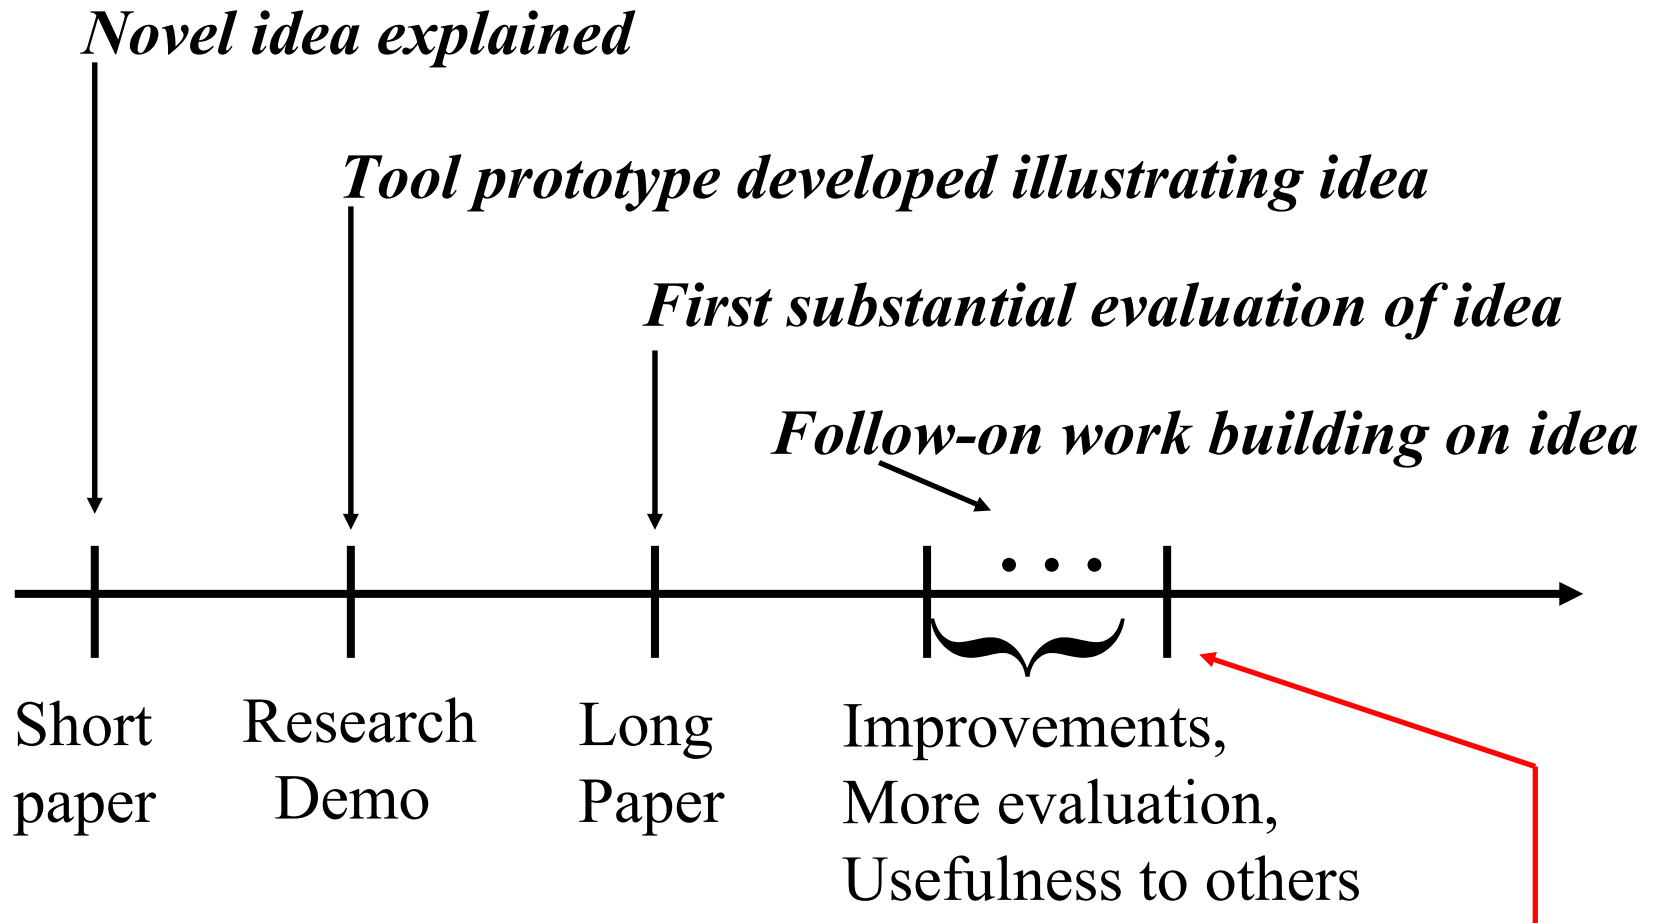 Novel idea explained
Tool prototype developed illustrating idea
First substantial evaluation of idea
Follow-on work building on idea
. . .
Short
paper
Research
Demo
Long
Paper
Improvements,
More evaluation,
Usefulness to others